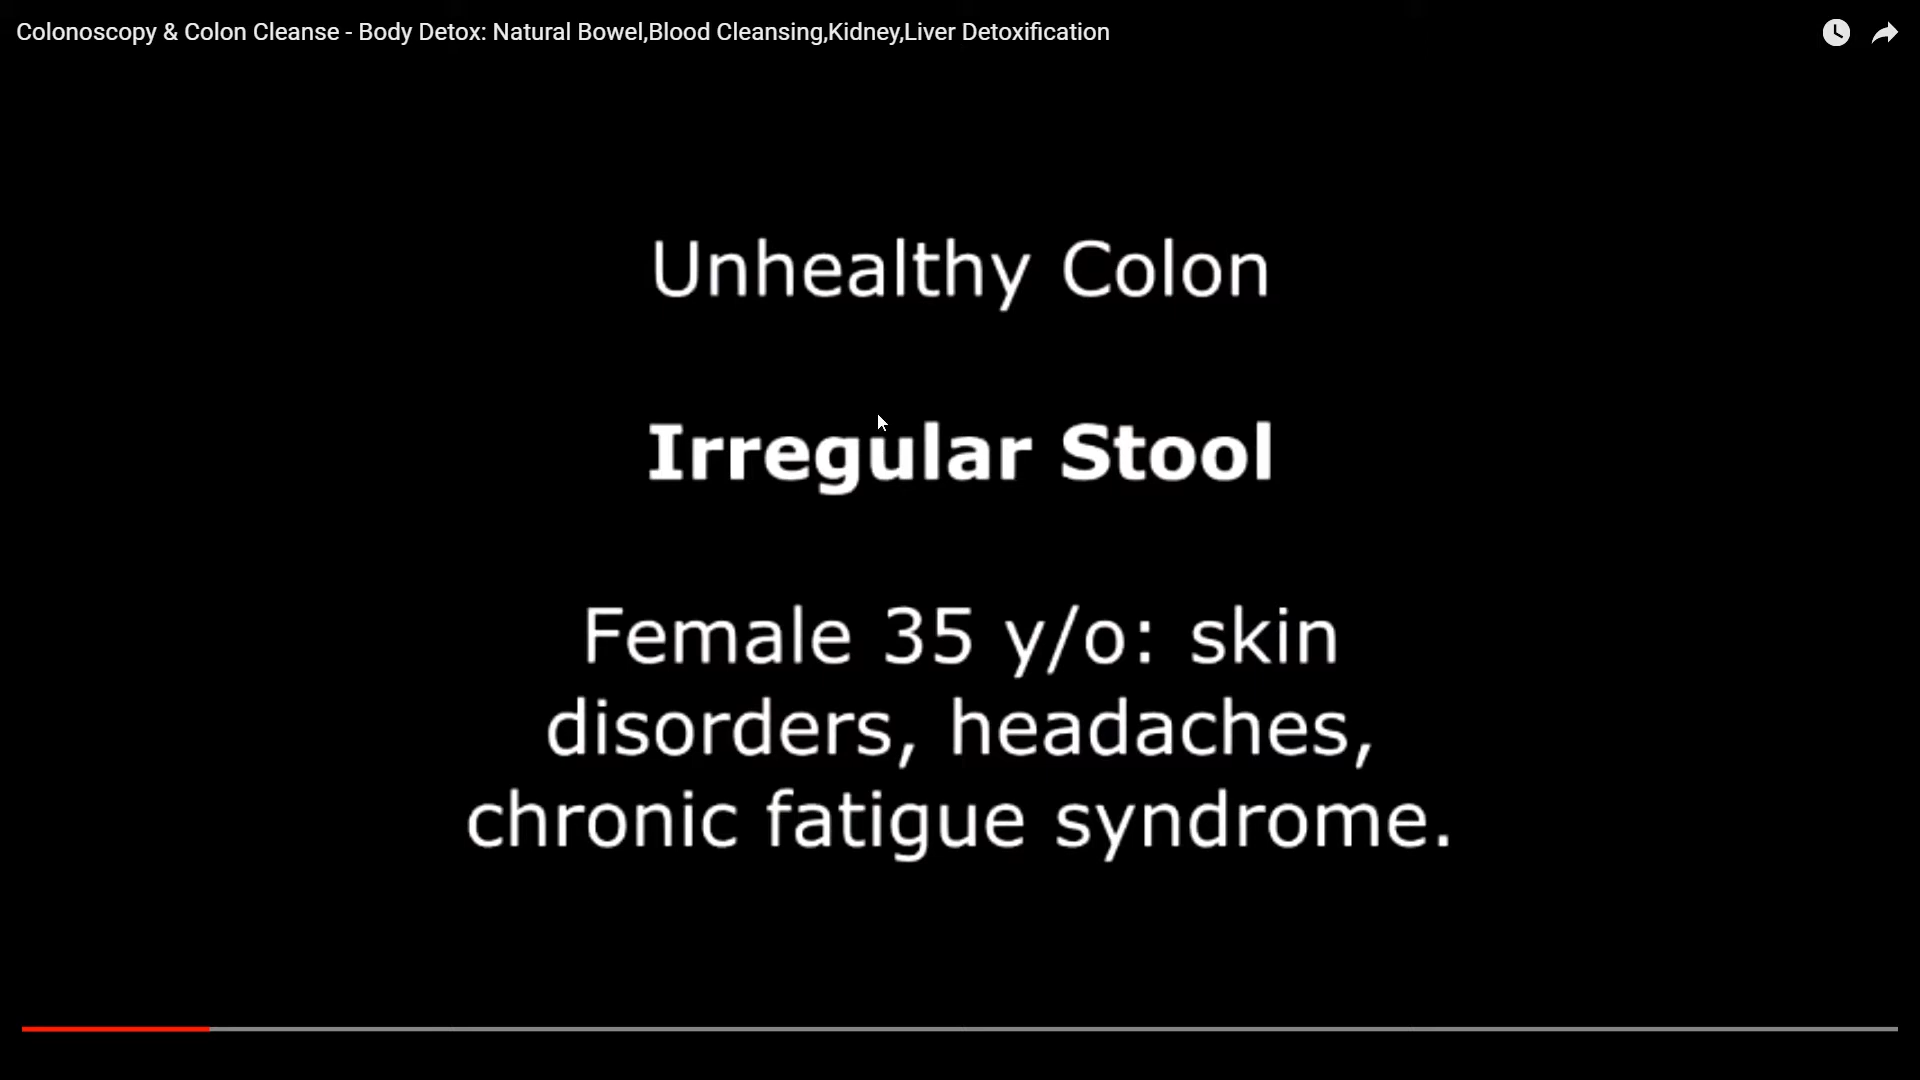 Colonoscopy & Colon Cleanse - Body Detox: Natural Bowel,Blood Cleansing,Kidney,Liver Detoxification
Unhealthy Colon
Irregular Stool
Female 35 y/o: skin
disorders, headaches,
chronic fatigue syndrome.